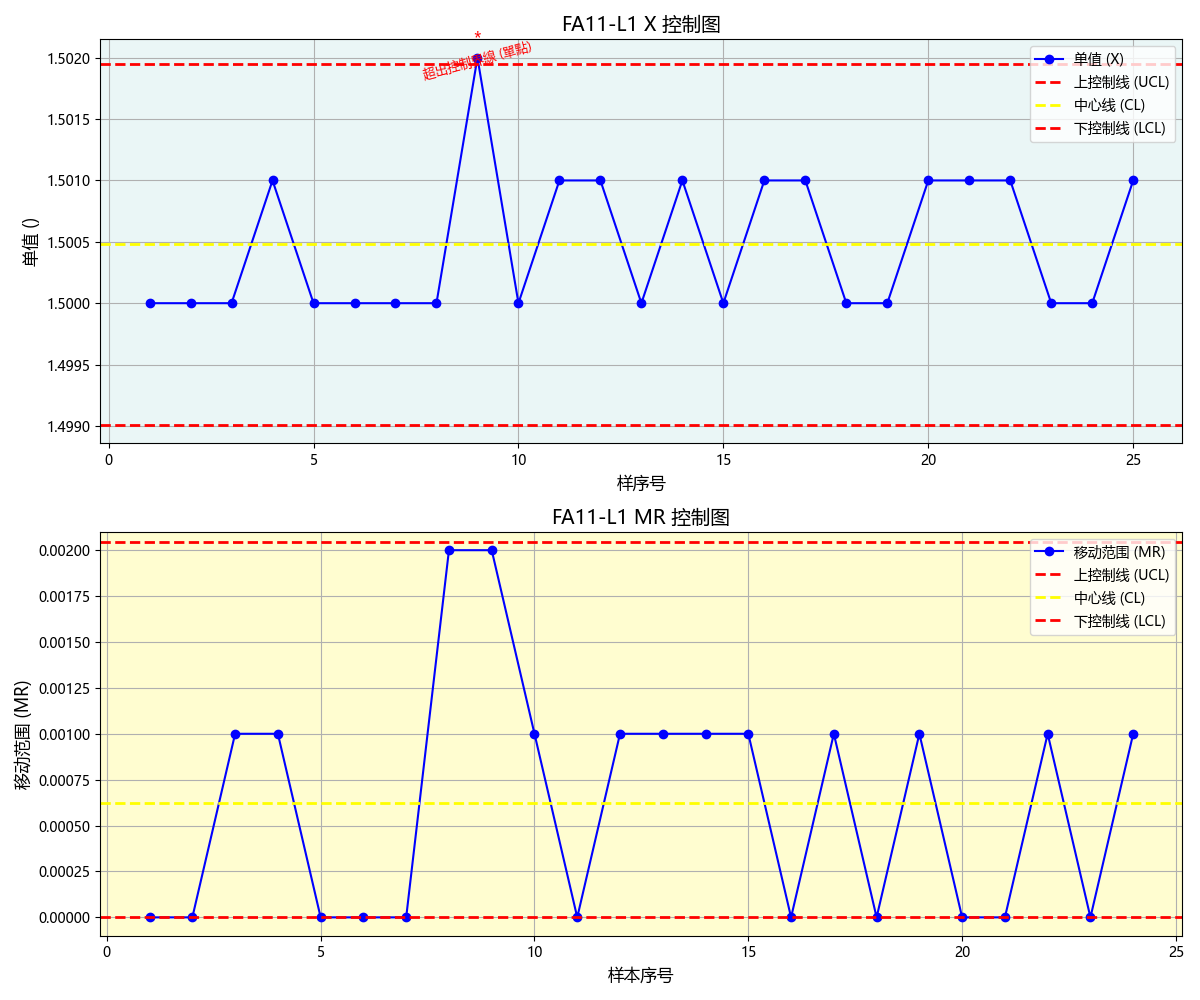 FA11-L1 X 控制图
*
超出控制界線 (單點)
单值 (X)
上控制线 (UCL)
中心线 (CL)
下控制线 (LCL)
单值 ()
1.5020
1.5015
1.5010
1.5005
1.5000
1.4995
1.4990
0 5 10 15 20 25
样序号
FA11-L1 MR 控制图
移动范围 (MR)
上控制线 (UCL)
中心线 (CL)
下控制线 (LCL)
移动范围 (MR)
0.00200
0.00175
0.00150
0.00125
0.00100
0.00075
0.00050
0.00025
0.00000
0 5 10 15 20 25
样本序号